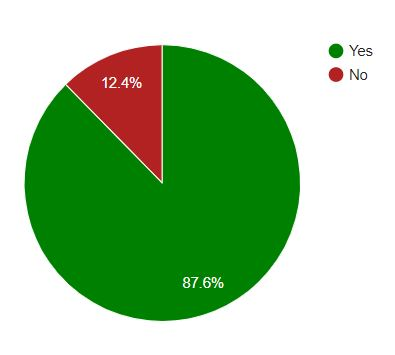 Yes
No
12.4%
87.6%